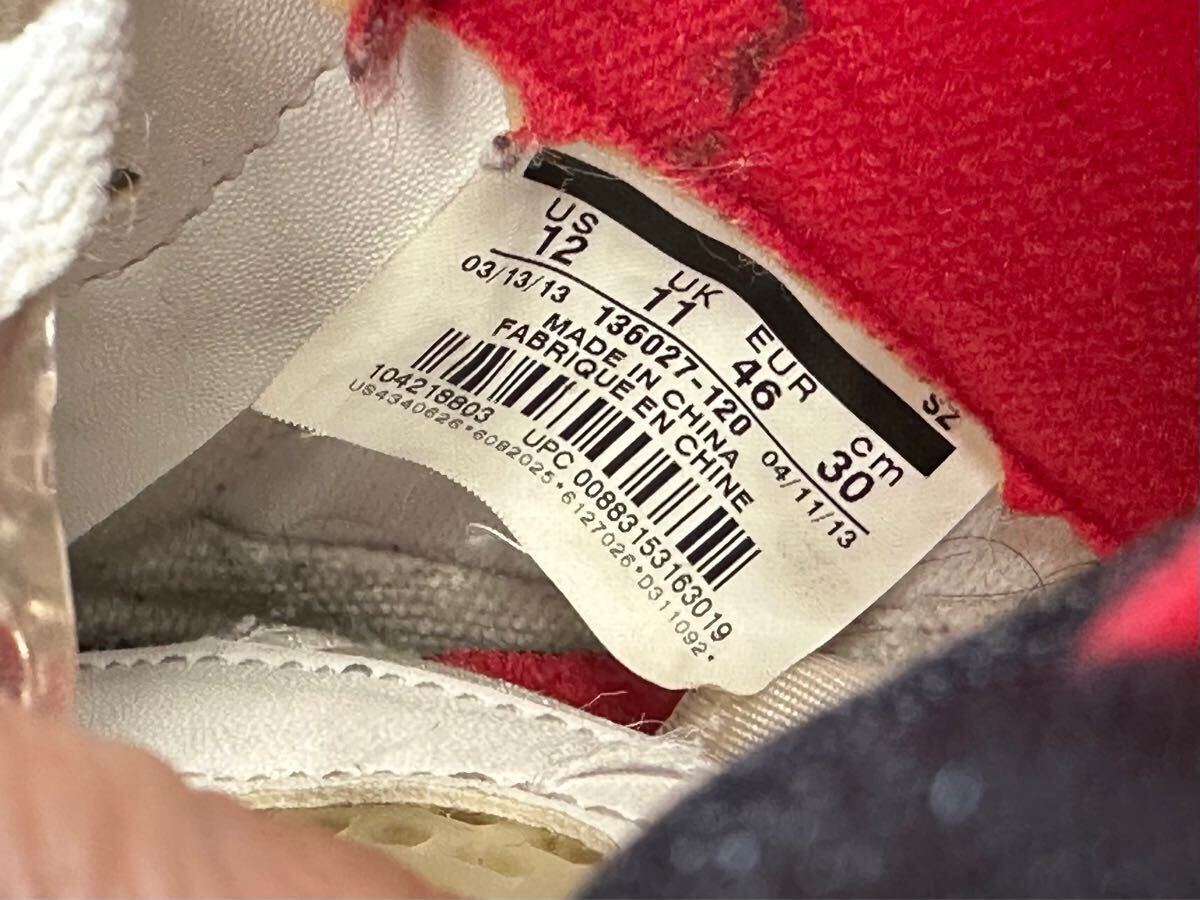 SZ
US UK EUR cm
12 11 46 30
03/13/13 136027-120 04/11/13
MADE IN CHINA
FABRIQUE EN CHINE
104218803 UPC 00883153163019
US4340626*6082025*6127026*D311092*